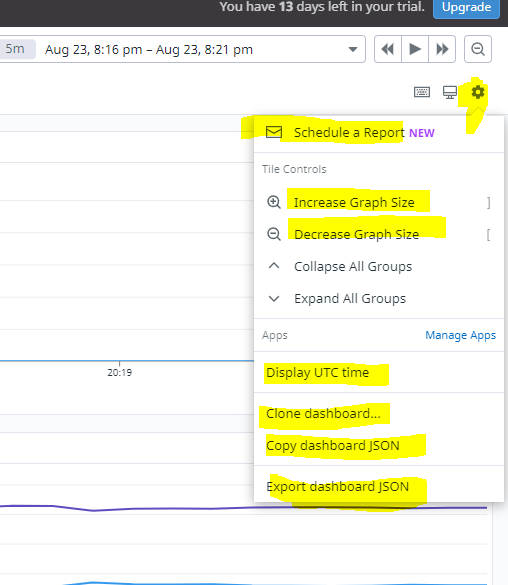 You have 13 days left in your trial. Upgrade
5m Aug 23, 8:16 pm – Aug 23, 8:21 pm
Schedule a Report NEW
Tile Controls
Increase Graph Size ]
Decrease Graph Size [
Collapse All Groups
Expand All Groups
Apps Manage Apps
20:19
Display UTC time
Clone dashboard...
Copy dashboard JSON
Export dashboard JSON